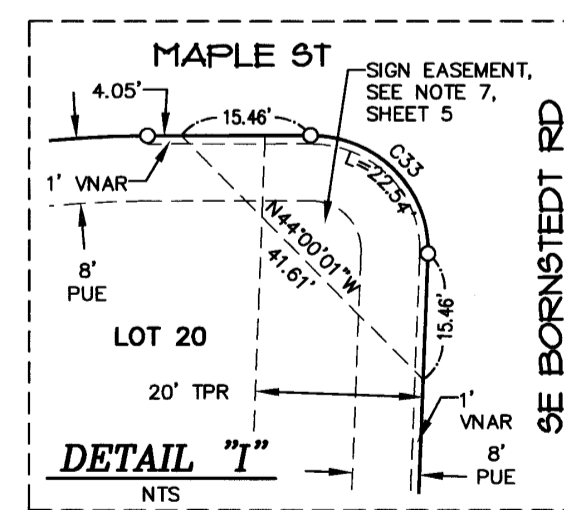 MAPLE ST
SIGN EASEMENT,
SEE NOTE 7,
SHEET 5
4.05'
15.46'
C33
L=22.54'
1' VNAR
N44°00'01"W
41.61'
8'
PUE
15.46'
LOT 20
20' TPR
1'
VNAR
8'
PUE
SE BORNSTEDT RD
DETAIL "I"
NTS